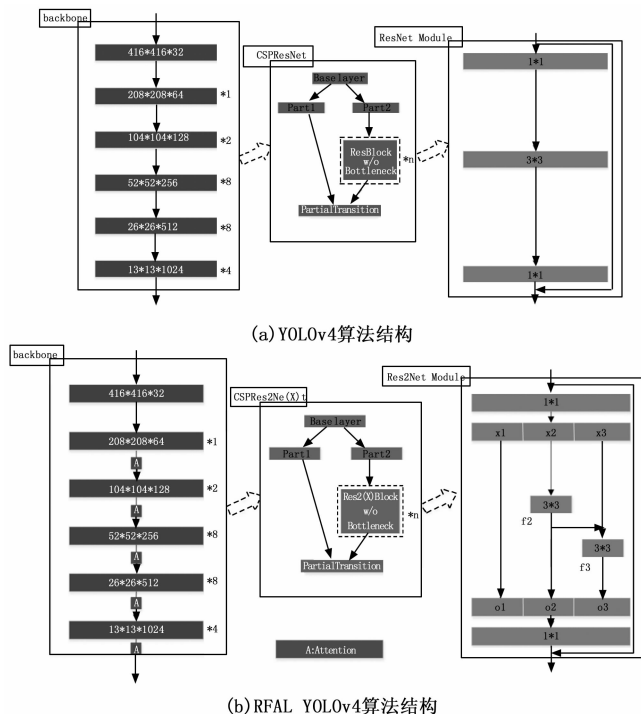 backbone
416*416*32
208*208*64
*1
104*104*128
*2
52*52*256
*8
26*26*512
*8
13*13*1024
*4
CSPResNet
Baselayer
Part1
Part2
ResBlock
w/o
Bottleneck
*n
PartialTransition
ResNet Module
1*1
3*3
1*1
(a)YOLOv4算法结构
backbone
416*416*32
208*208*64
*1
A
104*104*128
*2
A
52*52*256
*8
A
26*26*512
*8
A
13*13*1024
*4
A
CSPRes2Ne(X)t
Baselayer
Part1
Part2
Res2(X)Block
w/o
Bottleneck
*n
PartialTransition
A:Attention
Res2Net Module
1*1
x1
x2
x3
3*3
f2
3*3
f3
o1
o2
o3
1*1
(b)RFAL YOLOv4算法结构